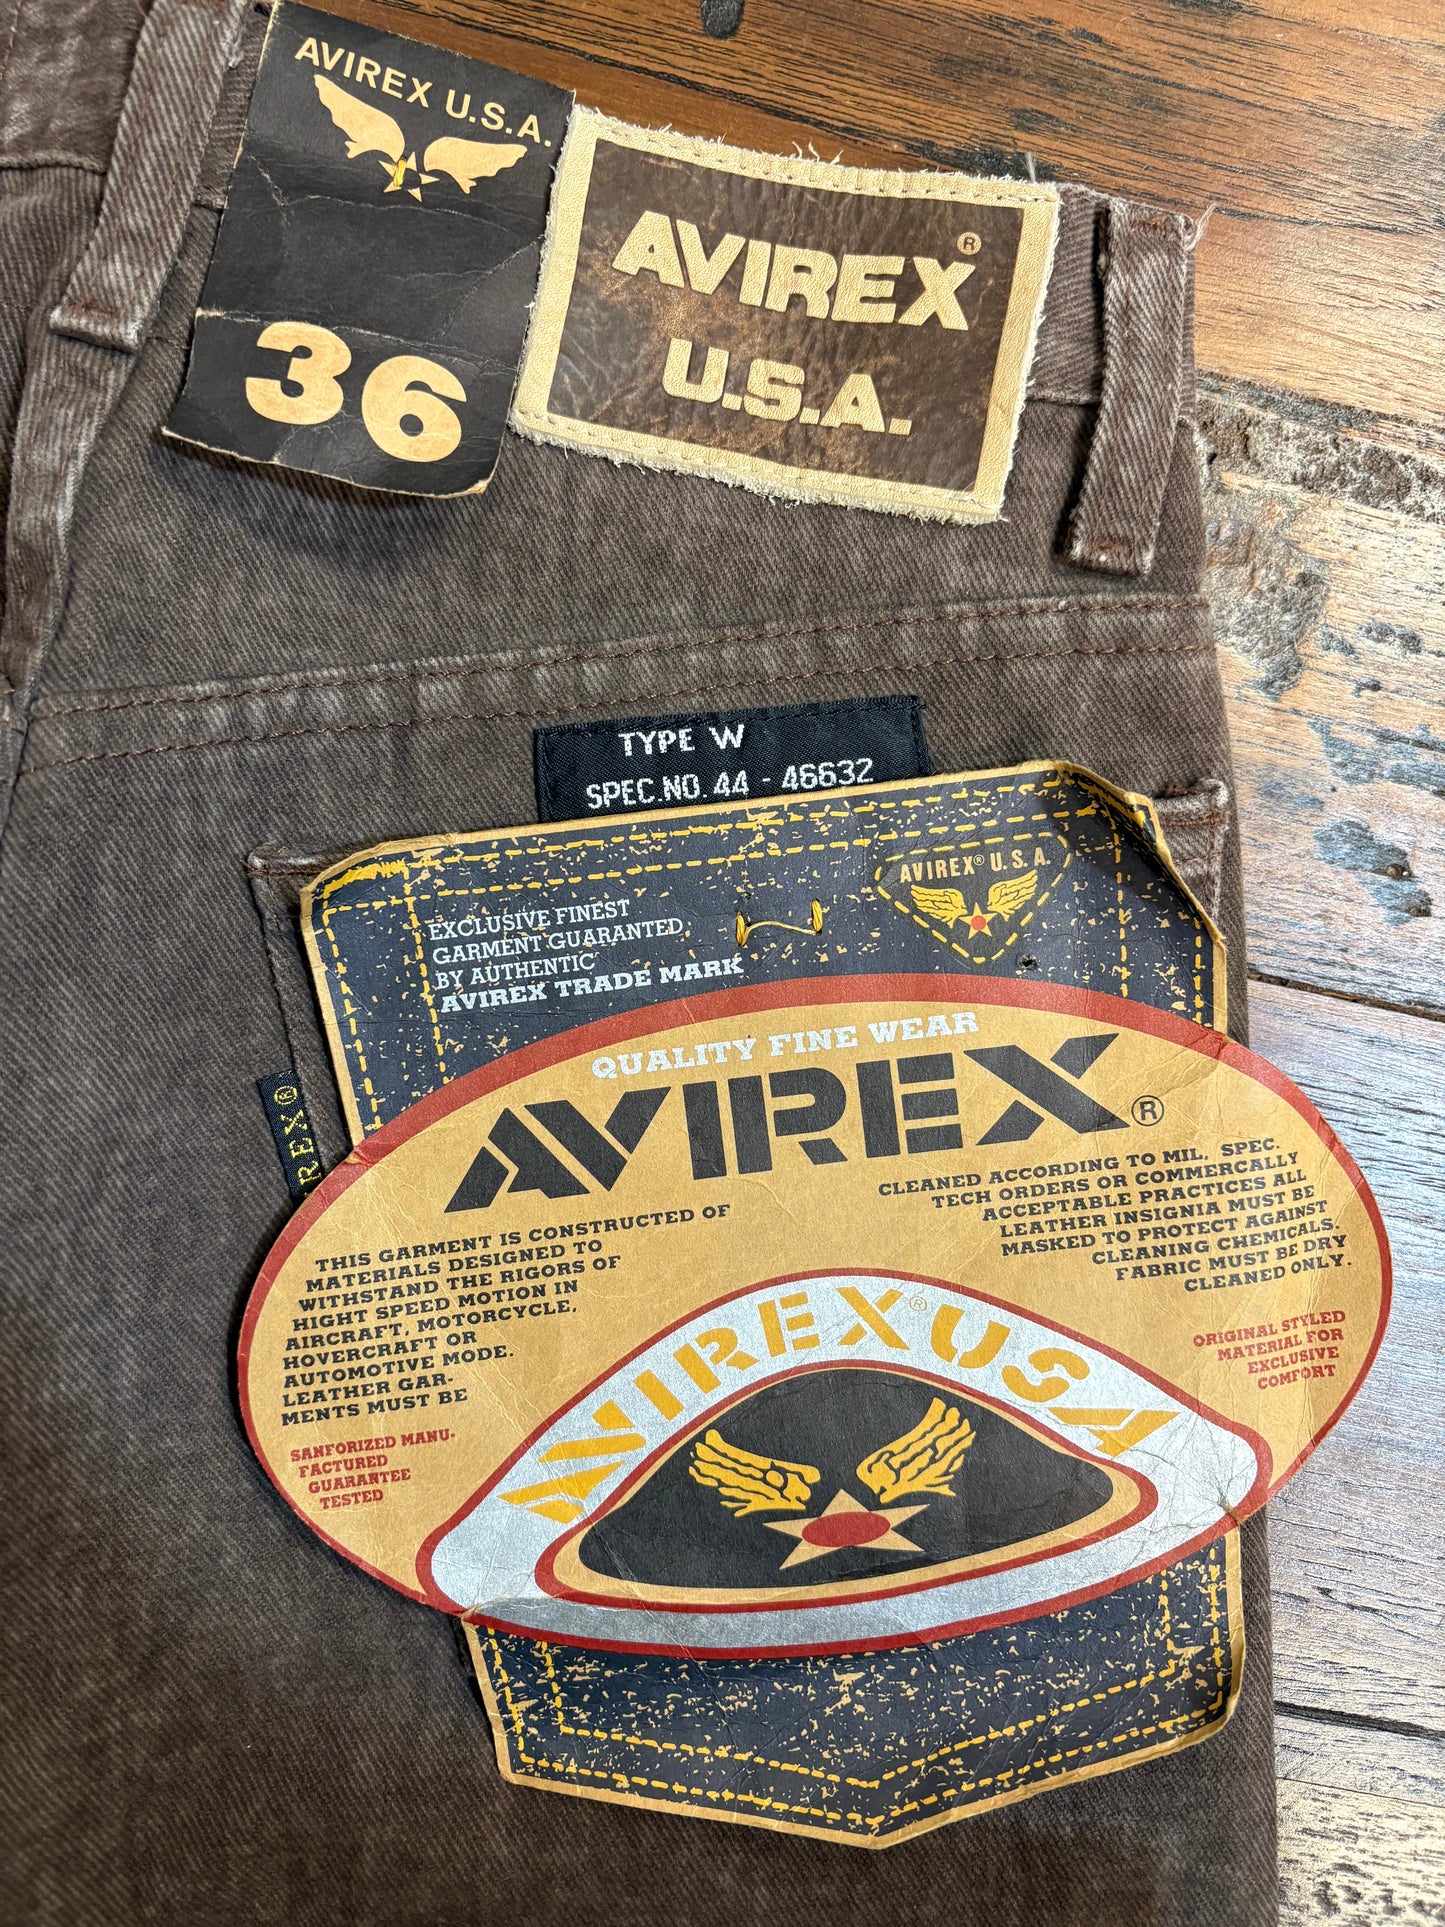 AVIREX U.S.A.
36
AVIREX®
U.S.A.
TYPE W
SPEC.NO. 44 - 46632
EXCLUSIVE FINEST
GARMENT GUARANTED
BY AUTHENTIC
AVIREX TRADE MARK
AVIREX® U.S.A.
REX®
QUALITY FINE WEAR
AVIREX®
THIS GARMENT IS CONSTRUCTED OF
MATERIALS DESIGNED TO
WITHSTAND THE RIGORS OF
HIGHT SPEED MOTION IN
AIRCRAFT, MOTORCYCLE,
HOVERCRAFT OR
AUTOMOTIVE MODE.
LEATHER GAR-
MENTS MUST BE
CLEANED ACCORDING TO MIL. SPEC.
TECH ORDERS OR COMMERCALLY
ACCEPTABLE PRACTICES ALL
LEATHER INSIGNIA MUST BE
MASKED TO PROTECT AGAINST
CLEANING CHEMICALS.
FABRIC MUST BE DRY
CLEANED ONLY.
SANFORIZED MANU-
FACTURED
GUARANTEE
TESTED
ORIGINAL STYLED
MATERIAL FOR
EXCLUSIVE
COMFORT
AVIREX® USA